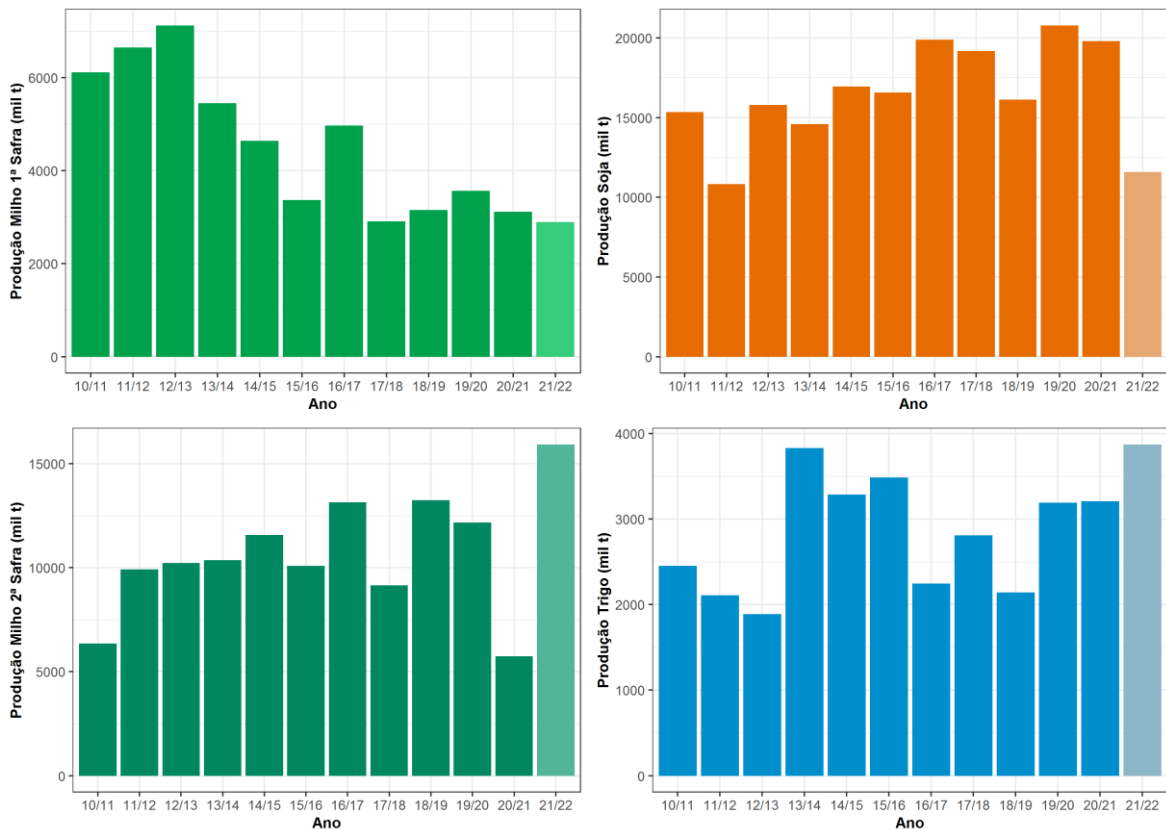 Produção Milho 1ª Safra (mil t)
6000
4000
2000
0
10/11 11/12 12/13 13/14 14/15 15/16 16/17 17/18 18/19 19/20 20/21 21/22
Ano
Produção Soja (mil t)
20000
15000
10000
5000
0
10/11 11/12 12/13 13/14 14/15 15/16 16/17 17/18 18/19 19/20 20/21 21/22
Ano
Produção Milho 2ª Safra (mil t)
15000
10000
5000
0
10/11 11/12 12/13 13/14 14/15 15/16 16/17 17/18 18/19 19/20 20/21 21/22
Ano
Produção Trigo (mil t)
4000
3000
2000
1000
0
10/11 11/12 12/13 13/14 14/15 15/16 16/17 17/18 18/19 19/20 20/21 21/22
Ano